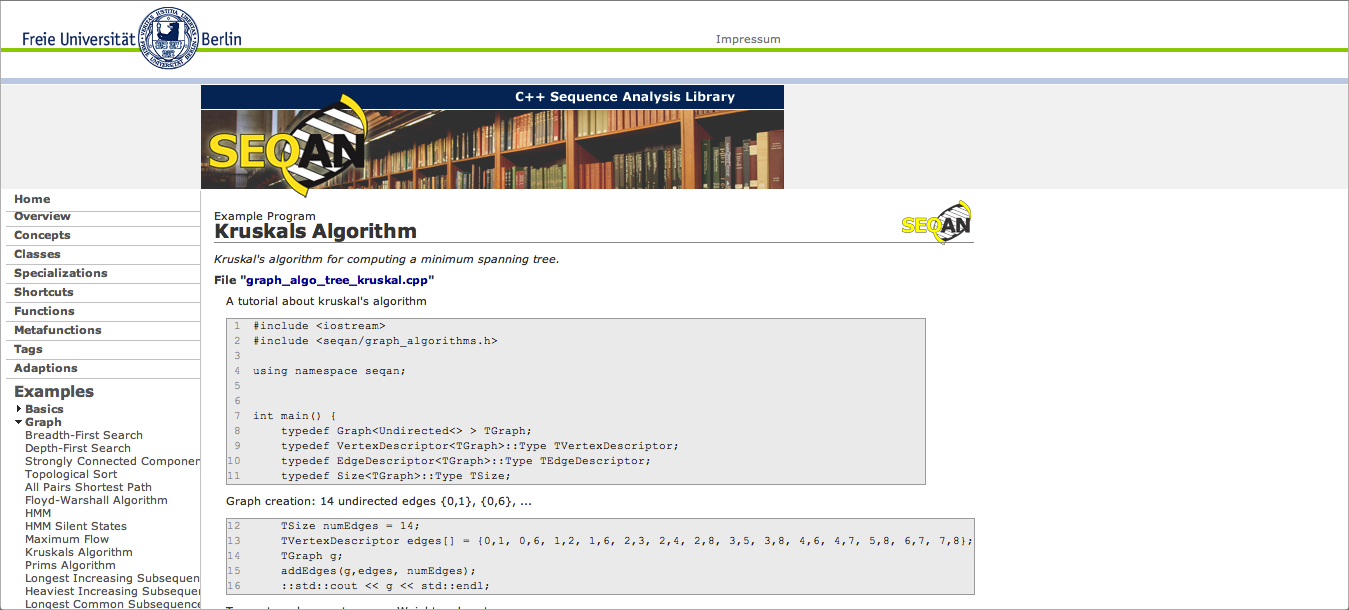 Freie Universität Berlin
Impressum
C++ Sequence Analysis Library
SEQAN
Home
Overview
Concepts
Classes
Specializations
Shortcuts
Functions
Metafunctions
Tags
Adaptions
Examples
Basics
Graph
Breadth-First Search
Depth-First Search
Strongly Connected Componen
Topological Sort
All Pairs Shortest Path
Floyd-Warshall Algorithm
HMM
HMM Silent States
Maximum Flow
Kruskals Algorithm
Prims Algorithm
Longest Increasing Subsequen
Heaviest Increasing Subseque
Longest Common Subsequence
Example Program
Kruskals Algorithm
SEQAN
Kruskal's algorithm for computing a minimum spanning tree.
File "graph_algo_tree_kruskal.cpp"
A tutorial about kruskal's algorithm
1 #include <iostream>
2 #include <seqan/graph_algorithms.h>
3
4 using namespace seqan;
5
6
7 int main() {
8     typedef Graph<Undirected<> > TGraph;
9     typedef VertexDescriptor<TGraph>::Type TVertexDescriptor;
10     typedef EdgeDescriptor<TGraph>::Type TEdgeDescriptor;
11     typedef Size<TGraph>::Type TSize;
Graph creation: 14 undirected edges {0,1}, {0,6}, ...
12     TSize numEdges = 14;
13     TVertexDescriptor edges[] = {0,1, 0,6, 1,2, 1,6, 2,3, 2,4, 2,8, 3,5, 3,8, 4,6, 4,7, 5,8, 6,7, 7,8};
14     TGraph g;
15     addEdges(g,edges, numEdges);
16     ::std::cout << g << std::endl;